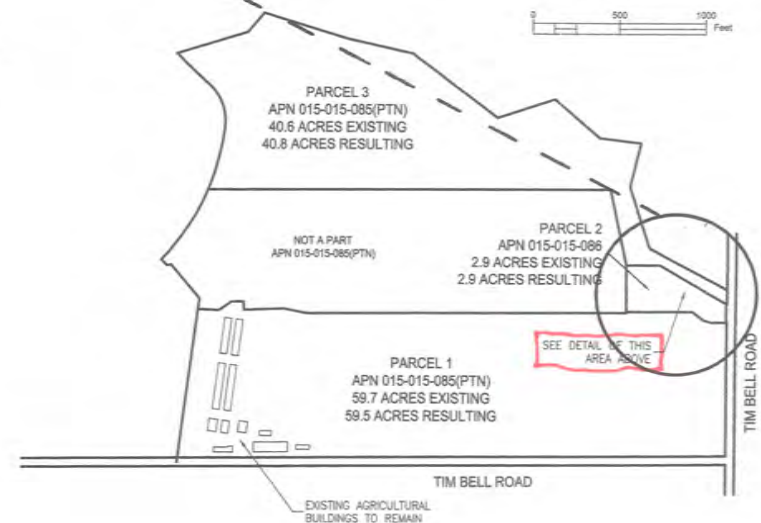 0 500 1000
Feet
PARCEL 3
APN 015-015-085(PTN)
40.6 ACRES EXISTING
40.8 ACRES RESULTING
NOT A PART
APN 015-015-085(PTN)
PARCEL 2
APN 015-015-086
2.9 ACRES EXISTING
2.9 ACRES RESULTING
SEE DETAIL OF THIS
AREA ABOVE
PARCEL 1
APN 015-015-085(PTN)
59.7 ACRES EXISTING
59.5 ACRES RESULTING
TIM BELL ROAD
TIM BELL ROAD
EXISTING AGRICULTURAL
BUILDINGS TO REMAIN